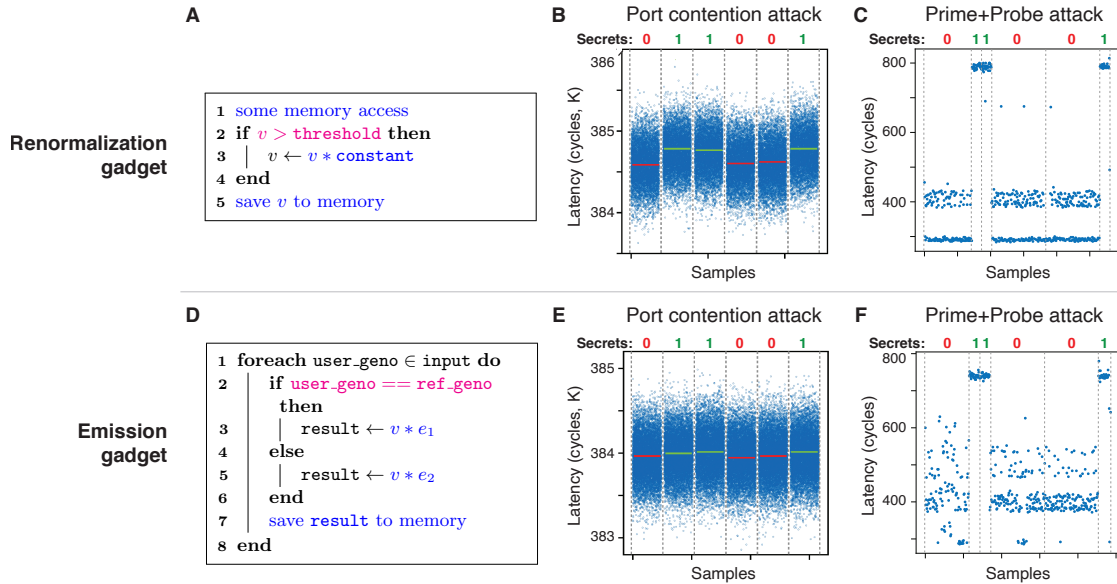 A
Renormalization
gadget
1 some memory access
2 if v > threshold then
3 v ← v * constant
4 end
5 save v to memory
B
Port contention attack
Secrets: 0 1 1 0 0 1
Latency (cycles, K)
386
385
384
Samples
C
Prime+Probe attack
Secrets: 0 1 1 0 0 1
Latency (cycles)
800
600
400
Samples
D
Emission
gadget
1 foreach user_geno ∈ input do
2 if user_geno == ref_geno
then
3 result ← v * e1
4 else
5 result ← v * e2
6 end
7 save result to memory
8 end
E
Port contention attack
Secrets: 0 1 1 0 0 1
Latency (cycles, K)
385
384
383
Samples
F
Prime+Probe attack
Secrets: 0 1 1 0 0 1
Latency (cycles)
800
600
400
Samples